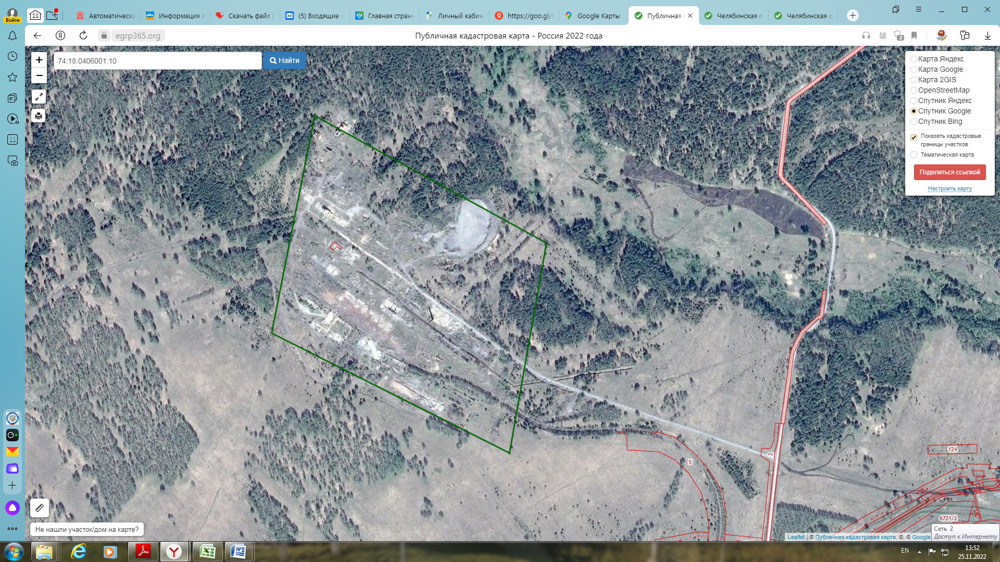 Войти
11
Автоматическа
Информация с
Скачать файл
(5) Входящие -
Главная страни
Личный кабин
https://goo.gl/r
Google Карты
Публичная
Челябинская о
Челябинская о
egrp365.org
Публичная кадастровая карта - Россия 2022 года
2
11
+
−
74:18:0406001:10
Найти
Карта Яндекс
Карта Google
Карта 2GIS
OpenStreetMap
Спутник Яндекс
Спутник Google
Спутник Bing
Показать кадастровые
границы участков
Тематическая карта
Поделиться ссылкой
Настроить карту
124
2
5
6721/2
Не нашли участок/дом на карте?
Leaflet | © Публичная кадастровая карта, ©, © Google
Сеть 2
Доступ к Интернету
EN
13:52
25.11.2022